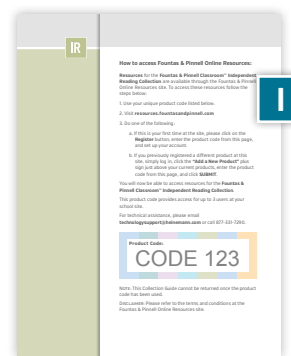 IR
How to access Fountas & Pinnell Online Resources:
Resources for the Fountas & Pinnell Classroom™ Independent
Reading Collection are available through the Fountas & Pinnell
Online Resources site. To access these resources follow the
steps below.
1. Use your unique product code listed below.
2. Visit resources.fountasandpinnell.com
3. Do one of the following:
a. If this is your first time at the site, please click on the
Register button, enter the product code from this page,
and set up your account.
b. If you previously registered a different product at this
site, simply log in, click the "Add a New Product" plus
sign just above your current products, enter the product
code from this page, and click SUBMIT.
You will now be able to access resources for the Fountas &
Pinnell Classroom™ Independent Reading Collection.
This product code provides access for up to 3 users at your
school site.
For technical assistance, please email
technologysupport@heinemann.com or call 877-331-7290.
Product Code:
CODE 123
NOTE: This Collection Guide cannot be returned once the product
code has been used.
DISCLAIMER: Please refer to the terms and conditions at the
Fountas & Pinnell Online Resources site.
I